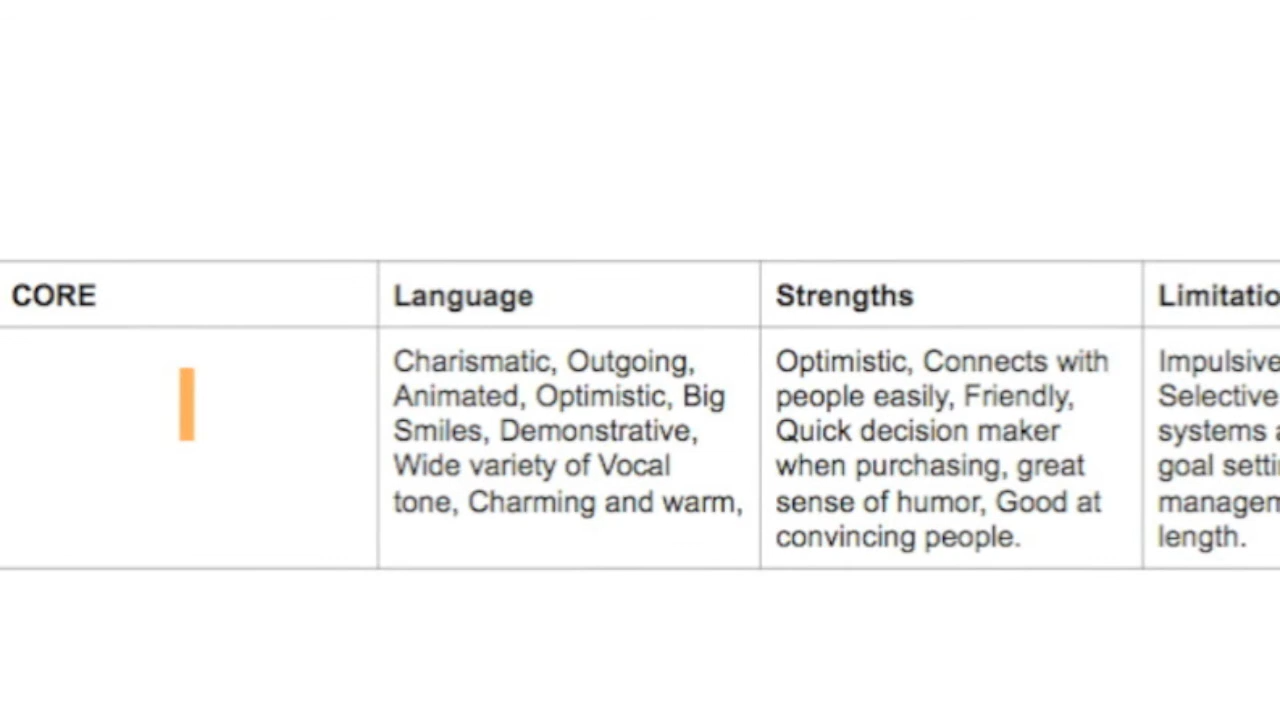 CORE
Language
Strengths
Limitatio
I
Charismatic, Outgoing,
Animated, Optimistic, Big
Smiles, Demonstrative,
Wide variety of Vocal
tone, Charming and warm,
Optimistic, Connects with
people easily, Friendly,
Quick decision maker
when purchasing, great
sense of humor, Good at
convincing people.
Impulsive
Selective
systems a
goal settin
managem
length.